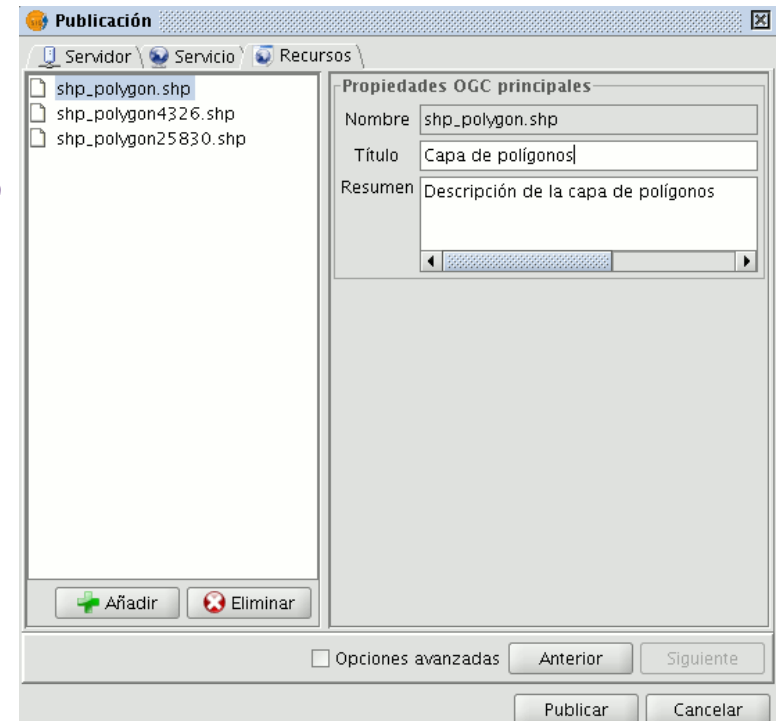 Publicación
Servidor Servicio Recursos
shp_polygon.shp
shp_polygon4326.shp
shp_polygon25830.shp
Propiedades OGC principales
Nombre shp_polygon.shp
Título Capa de polígonos
Resumen Descripción de la capa de polígonos
Añadir Eliminar
Opciones avanzadas Anterior Siguiente
Publicar Cancelar